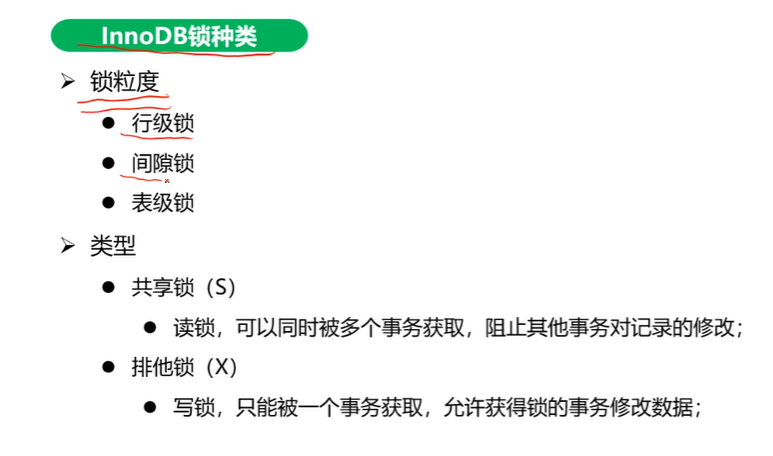 InnoDB锁种类
锁粒度
行级锁
间隙锁
表级锁
类型
共享锁（S）
读锁，可以同时被多个事务获取，阻止其他事务对记录的修改；
排他锁（X）
写锁，只能被一个事务获取，允许获得锁的事务修改数据；